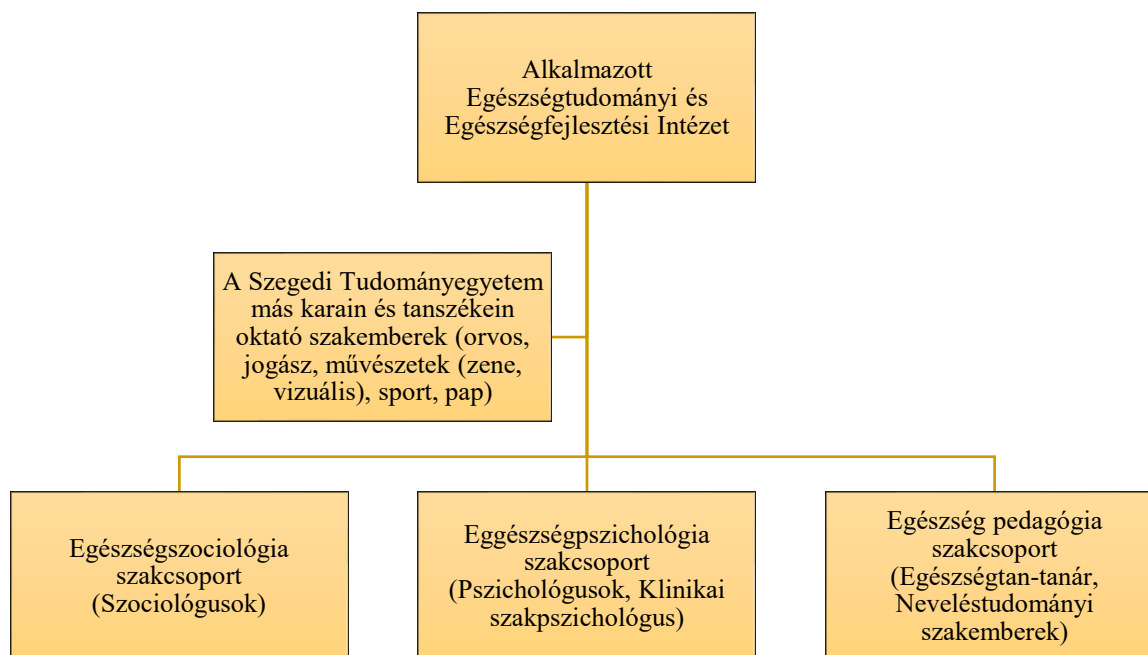 Alkalmazott
Egészségtudományi és
Egészségfejlesztési Intézet
A Szegedi Tudományegyetem
más karain és tanszékein
oktató szakemberek (orvos,
jogász, művészetek (zene,
vizuális), sport, pap)
Egészségszociológia
szakcsoport
(Szociológusok)
Eggészségpszichológia
szakcsoport
(Pszichológusok, Klinikai
szakpszichológus)
Egészség pedagógia
szakcsoport
(Egészségtan-tanár,
Neveléstudományi
szakemberek)